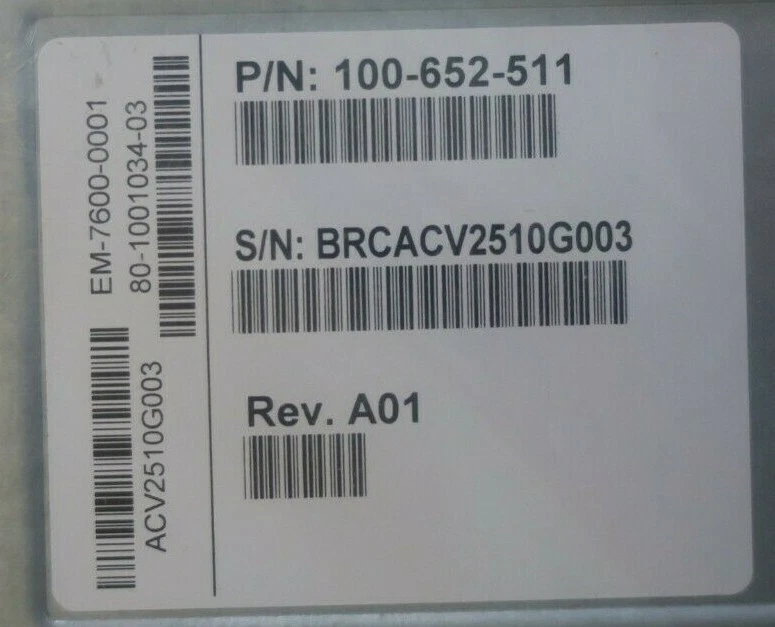 EM-7600-0001
80-1001034-03
ACV2510G003
P/N: 100-652-511
S/N: BRCACV2510G003
Rev. A01